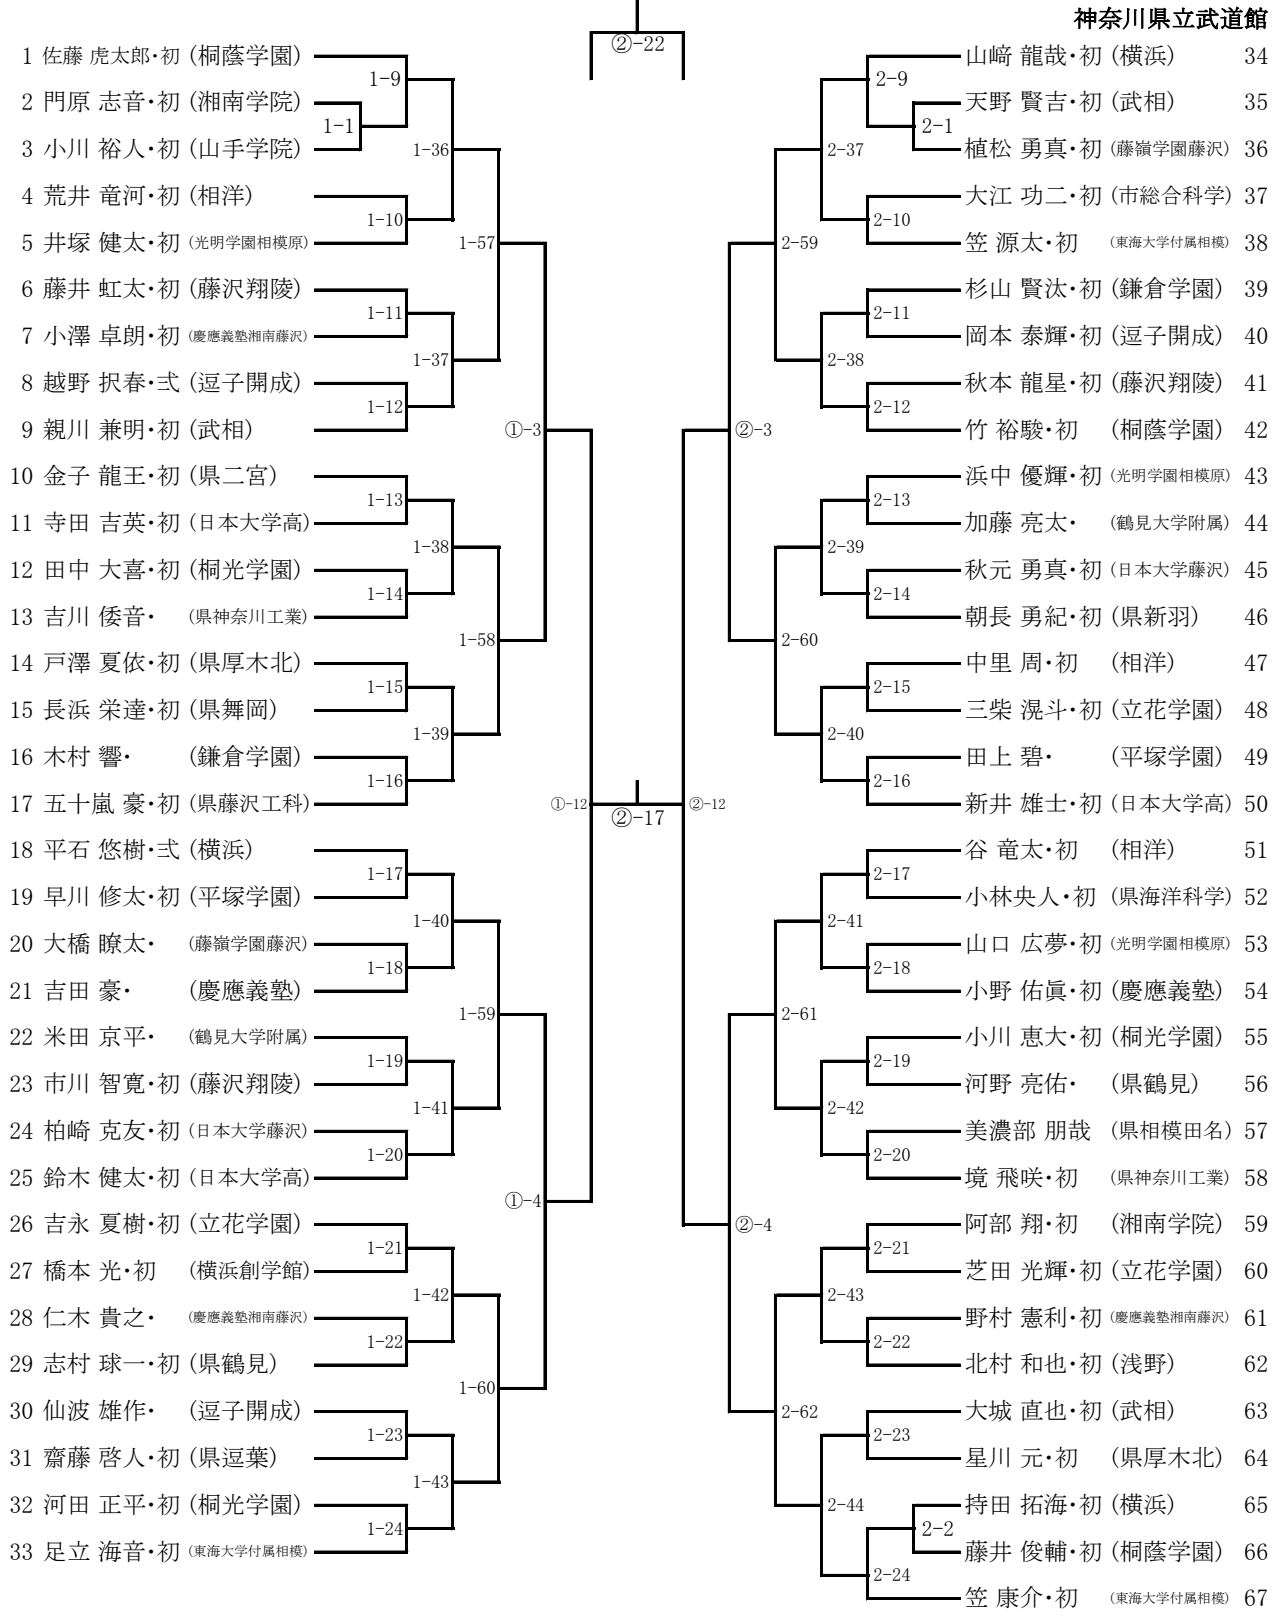 神奈川県立武道館
②-22
1 佐藤 虎太郎・初 (桐蔭学園)
2 門原 志音・初 (湘南学院)
3 小川 裕人・初 (山手学院)
4 荒井 竜河・初 (相洋)
5 井塚 健太・初 (光明学園相模原)
6 藤井 虹太・初 (藤沢翔陵)
7 小澤 卓朗・初 (慶應義塾湘南藤沢)
8 越野 択春・弍 (逗子開成)
9 親川 兼明・初 (武相)
10 金子 龍王・初 (県二宮)
11 寺田 吉英・初 (日本大学高)
12 田中 大喜・初 (桐光学園)
13 吉川 倭音・ (県神奈川工業)
14 戸澤 夏依・初 (県厚木北)
15 長浜 栄達・初 (県舞岡)
16 木村 響・ (鎌倉学園)
17 五十嵐 豪・初 (県藤沢工科)
18 平石 悠樹・弍 (横浜)
19 早川 修太・初 (平塚学園)
20 大橋 瞭太・ (藤嶺学園藤沢)
21 吉田 豪・ (慶應義塾)
22 米田 京平・ (鶴見大学附属)
23 市川 智寛・初 (藤沢翔陵)
24 柏崎 克友・初 (日本大学藤沢)
25 鈴木 健太・初 (日本大学高)
26 吉永 夏樹・初 (立花学園)
27 橋本 光・初 (横浜創学館)
28 仁木 貴之・ (慶應義塾湘南藤沢)
29 志村 球一・初 (県鶴見)
30 仙波 雄作・ (逗子開成)
31 齋藤 啓人・初 (県逗葉)
32 河田 正平・初 (桐光学園)
33 足立 海音・初 (東海大学付属相模)
1-1
1-9
1-10
1-11
1-12
1-13
1-14
1-15
1-16
1-17
1-18
1-19
1-20
1-21
1-22
1-23
1-24
1-36
1-37
1-38
1-39
1-40
1-41
1-42
1-43
1-57
1-58
1-59
1-60
①-3
①-4
①-12
②-17
②-12
②-3
②-4
2-59
2-60
2-61
2-62
2-37
2-38
2-39
2-40
2-41
2-42
2-43
2-44
2-9
2-1
2-10
2-11
2-12
2-13
2-14
2-15
2-16
2-17
2-18
2-19
2-20
2-21
2-22
2-23
2-2
2-24
山﨑 龍哉・初 (横浜) 34
天野 賢吉・初 (武相) 35
植松 勇真・初 (藤嶺学園藤沢) 36
大江 功二・初 (市総合科学) 37
笠 源太・初 (東海大学付属相模) 38
杉山 賢汰・初 (鎌倉学園) 39
岡本 泰輝・初 (逗子開成) 40
秋本 龍星・初 (藤沢翔陵) 41
竹 裕駿・初 (桐蔭学園) 42
浜中 優輝・初 (光明学園相模原) 43
加藤 亮太・ (鶴見大学附属) 44
秋元 勇真・初 (日本大学藤沢) 45
朝長 勇紀・初 (県新羽) 46
中里 周・初 (相洋) 47
三柴 滉斗・初 (立花学園) 48
田上 碧・ (平塚学園) 49
新井 雄士・初 (日本大学高) 50
谷 竜太・初 (相洋) 51
小林央人・初 (県海洋科学) 52
山口 広夢・初 (光明学園相模原) 53
小野 佑眞・初 (慶應義塾) 54
小川 恵大・初 (桐光学園) 55
河野 亮佑・ (県鶴見) 56
美濃部 朋哉 (県相模田名) 57
境 飛咲・初 (県神奈川工業) 58
阿部 翔・初 (湘南学院) 59
芝田 光輝・初 (立花学園) 60
野村 憲利・初 (慶應義塾湘南藤沢) 61
北村 和也・初 (浅野) 62
大城 直也・初 (武相) 63
星川 元・初 (県厚木北) 64
持田 拓海・初 (横浜) 65
藤井 俊輔・初 (桐蔭学園) 66
笠 康介・初 (東海大学付属相模) 67